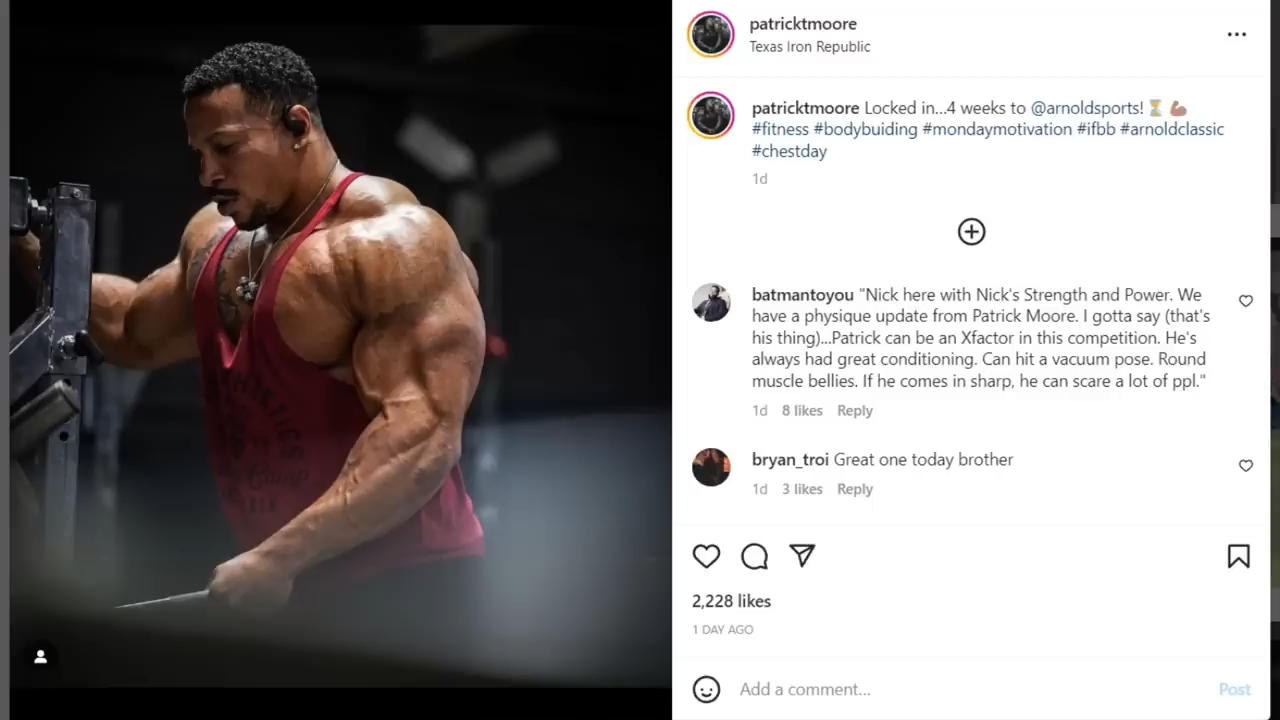 patricktmoore
Texas Iron Republic
patricktmoore Locked in...4 weeks to @arnoldsports! ⏳ 💪🏽
#fitness #bodybuiding #mondaymotivation #ifbb #arnoldclassic
#chestday
1d
batmantoyou "Nick here with Nick's Strength and Power. We
have a physique update from Patrick Moore. I gotta say (that's
his thing)...Patrick can be an Xfactor in this competition. He's
always had great conditioning. Can hit a vacuum pose. Round
muscle bellies. If he comes in sharp, he can scare a lot of ppl."
1d 8 likes Reply
bryan_troi Great one today brother
1d 3 likes Reply
2,228 likes
1 DAY AGO
Add a comment... Post